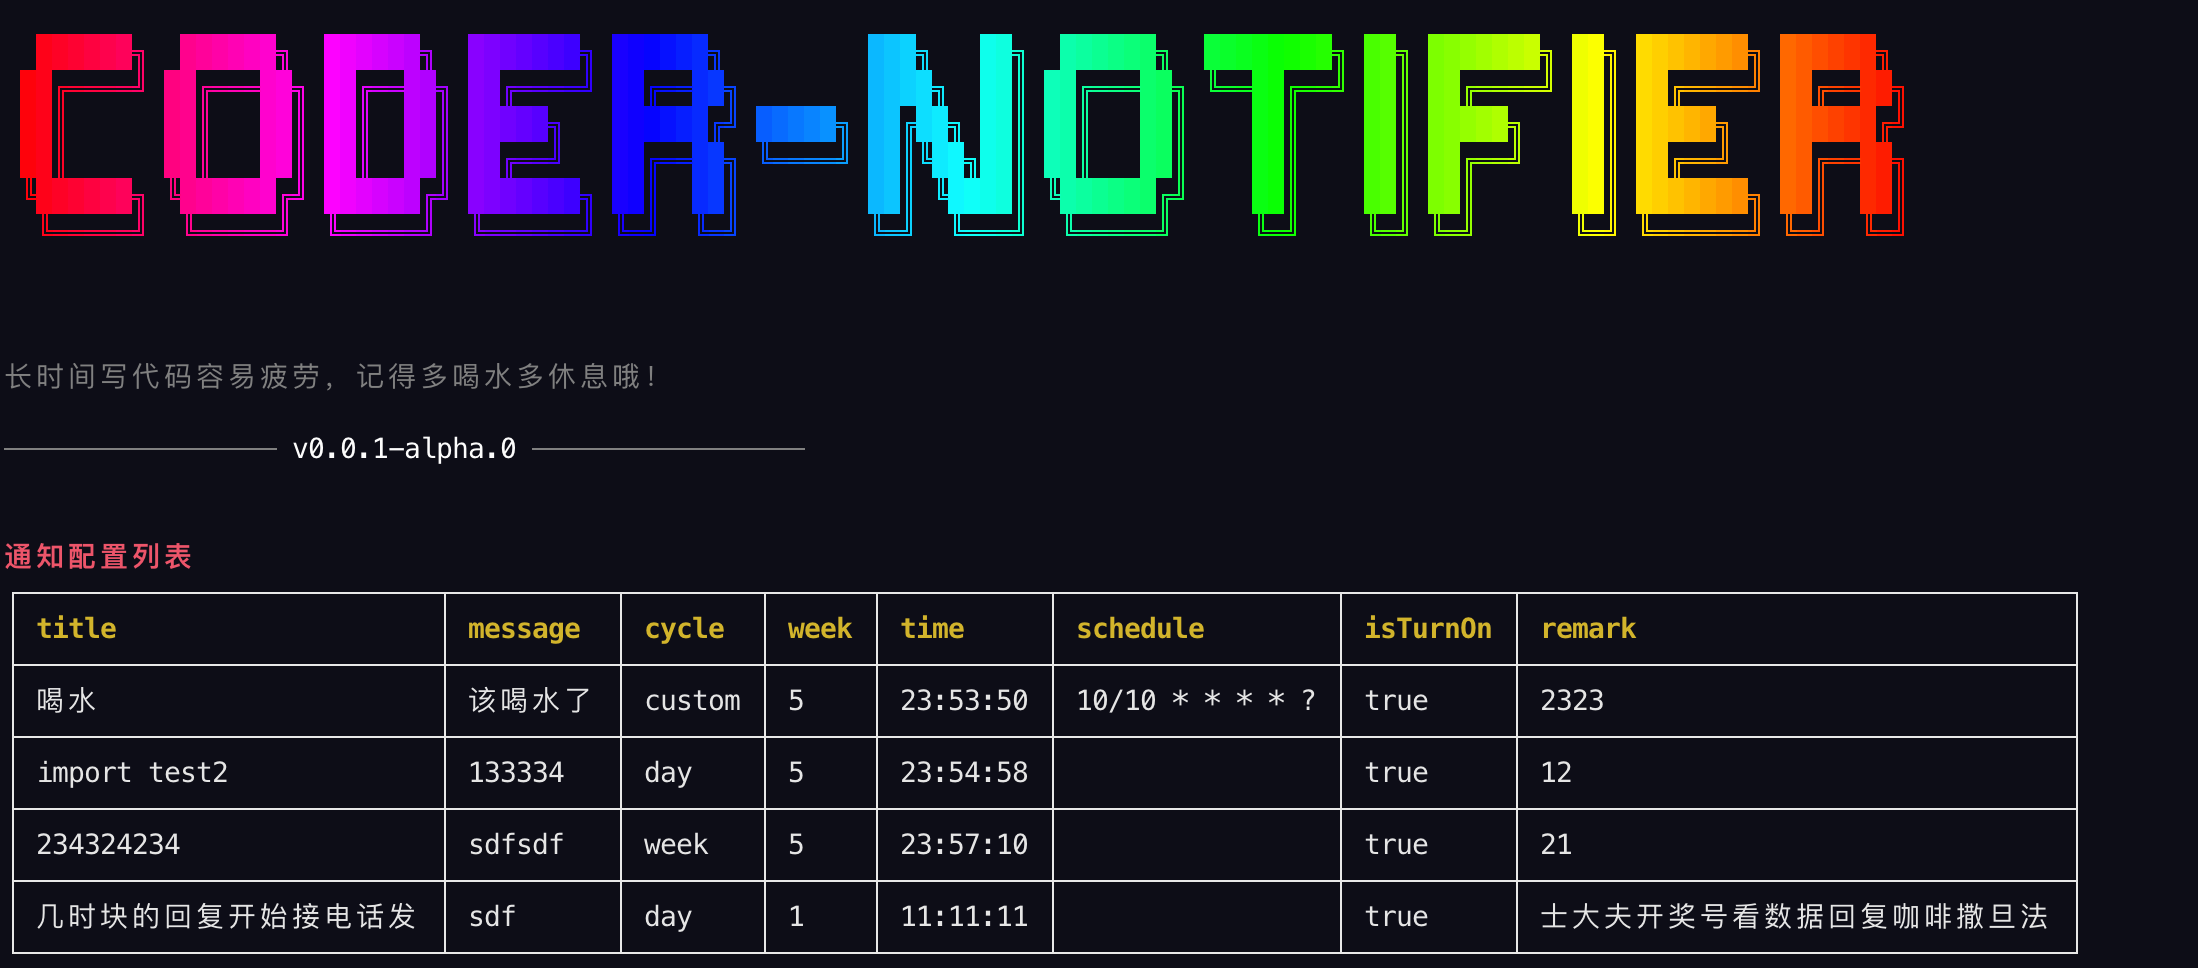 CODER-NOTIFIER
长时间写代码容易疲劳，记得多喝水多休息哦！
v0.0.1-alpha.0
通知配置列表
title message cycle week time schedule isTurnOn remark
喝水 该喝水了 custom 5 23:53:50 10/10 * * * * ? true 2323
import test2 133334 day 5 23:54:58 true 12
234324234 sdfsdf week 5 23:57:10 true 21
几时块的回复开始接电话发 sdf day 1 11:11:11 true 士大夫开奖号看数据回复咖啡撒旦法